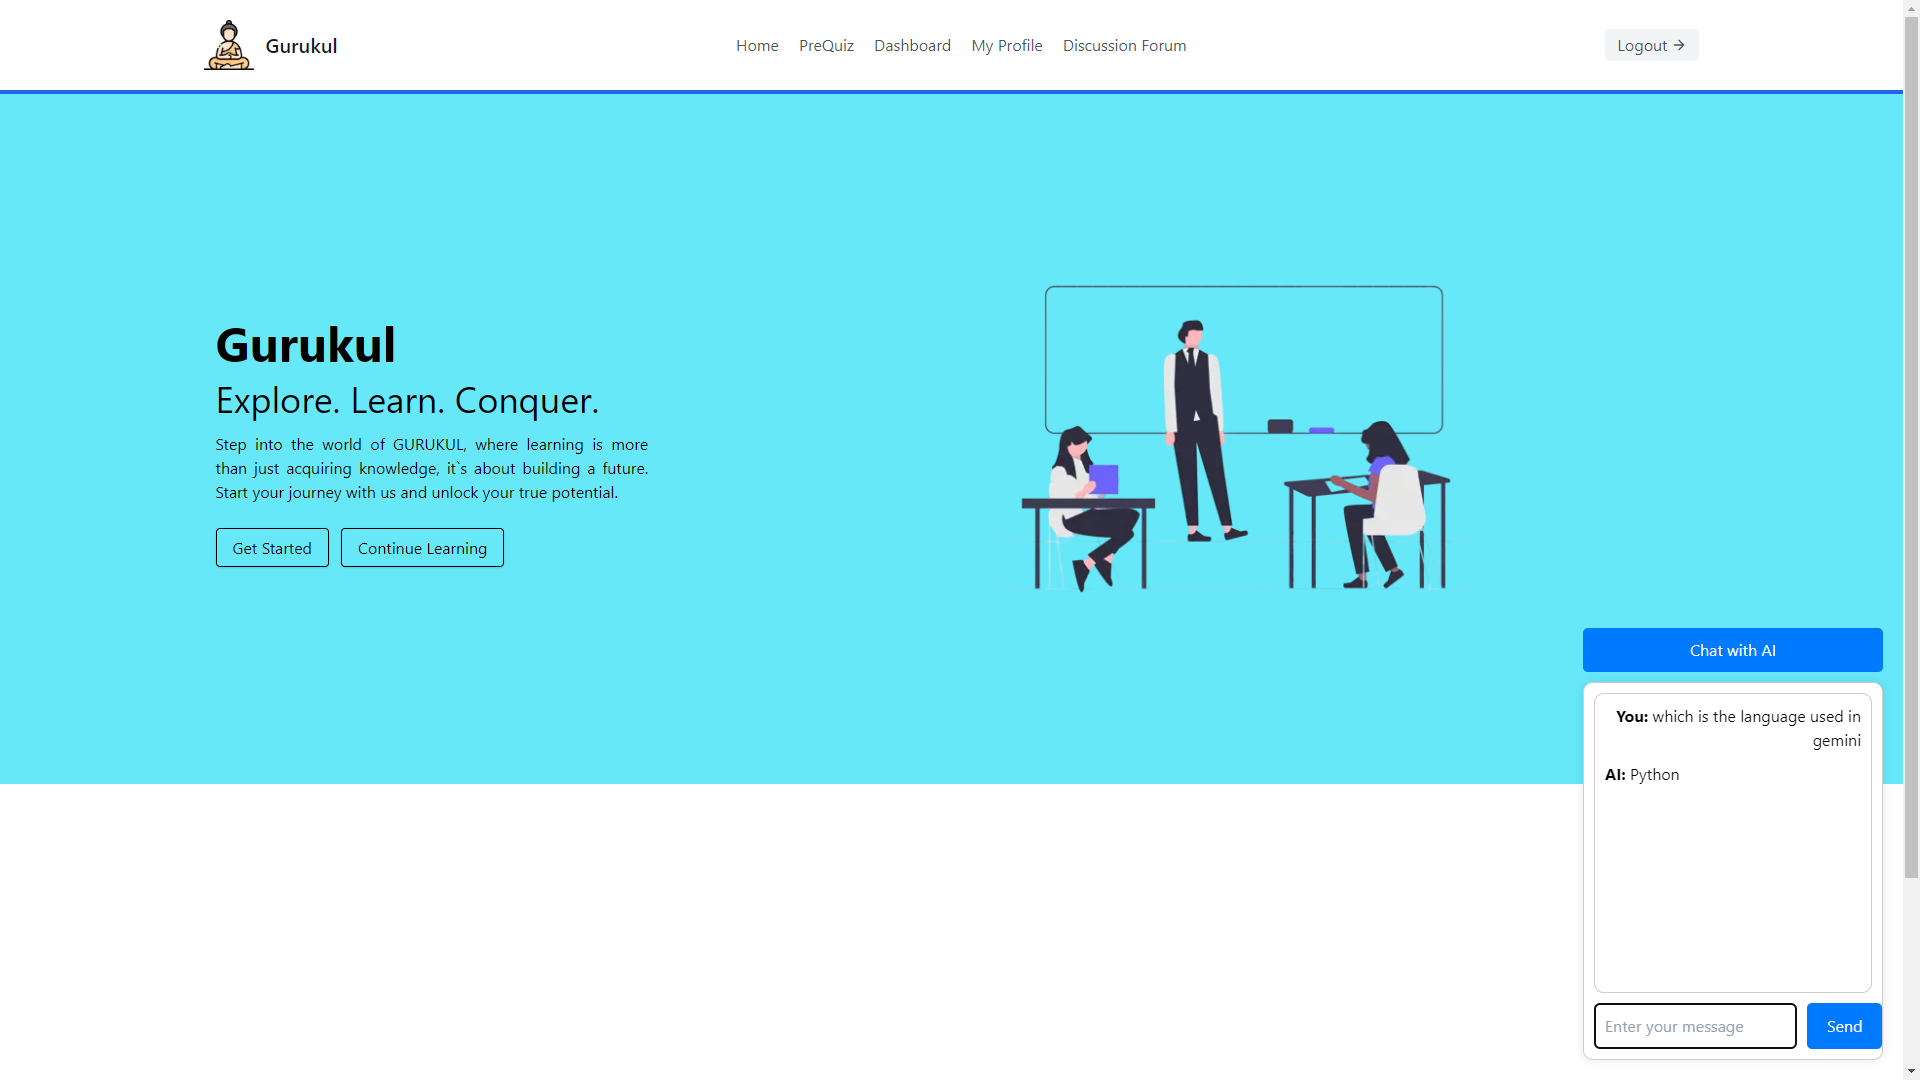 Gurukul
Home PreQuiz Dashboard My Profile Discussion Forum
Logout →
Gurukul
Explore. Learn. Conquer.
Step into the world of GURUKUL, where learning is more
than just acquiring knowledge, it`s about building a future.
Start your journey with us and unlock your true potential.
Get Started
Continue Learning
Chat with AI
You: which is the language used in
gemini
AI: Python
Enter your message
Send